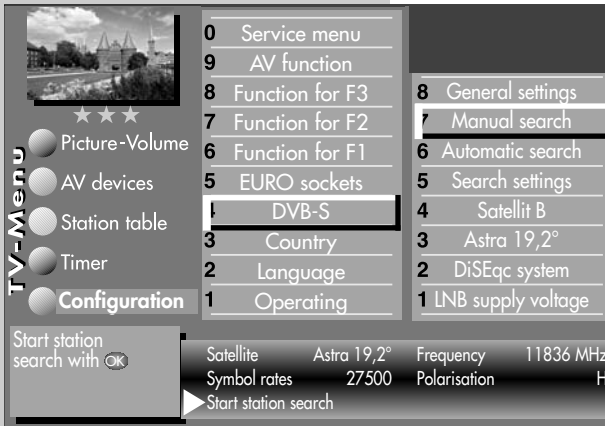 TV-Menu
Picture-Volume
AV devices
Station table
Timer
Configuration
0 Service menu
9 AV function
8 Function for F3
7 Function for F2
6 Function for F1
5 EURO sockets
DVB-S
3 Country
2 Language
1 Operating
8 General settings
7 Manual search
6 Automatic search
5 Search settings
4 Satellit B
3 Astra 19,2°
2 DiSEqc system
1 LNB supply voltage
Start station
search with OK
Satellite Astra 19,2° Frequency 11836 MHz
Symbol rates 27500 Polarisation H
Start station search